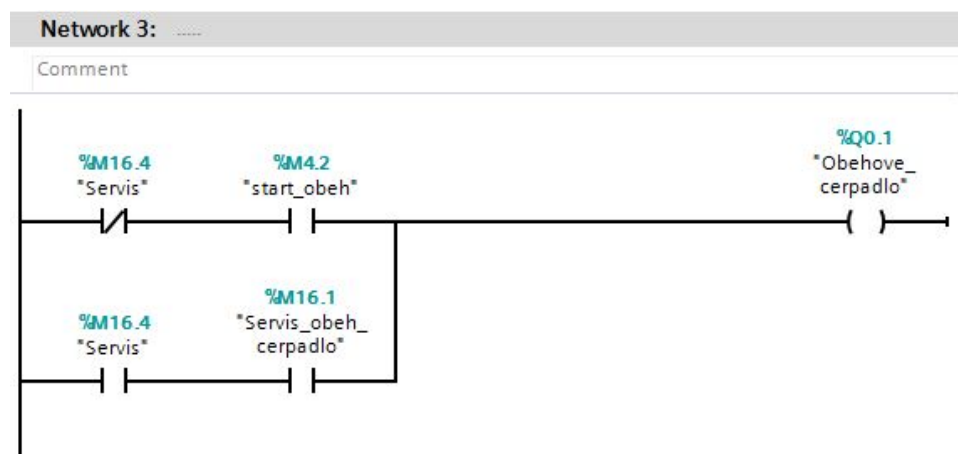 Network 3: .....
Comment
%Q0.1
"Obehove_
cerpadlo"
%M16.4
"Servis"
%M4.2
"start_obeh"
%M16.4
"Servis"
%M16.1
"Servis_obeh_
cerpadlo"